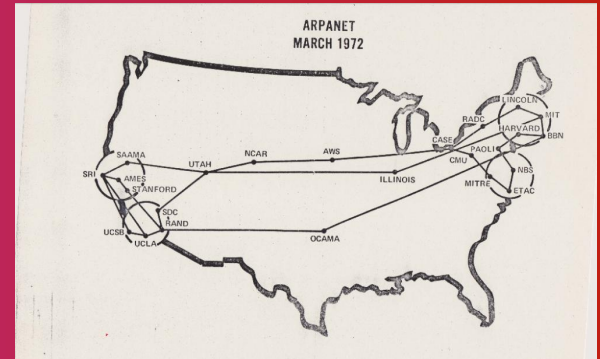 ARPANET
MARCH 1972
LINCOLN
RADC
MIT
CASE
HARVARD
BBN
PAOLI
AWS
NCAR
SAAMA
CMU
UTAH
NBS
SRI
AMES
ILLINOIS
MITRE
STANFORD
ETAC
SDC
RAND
UCSB
OCAMA
UCLA